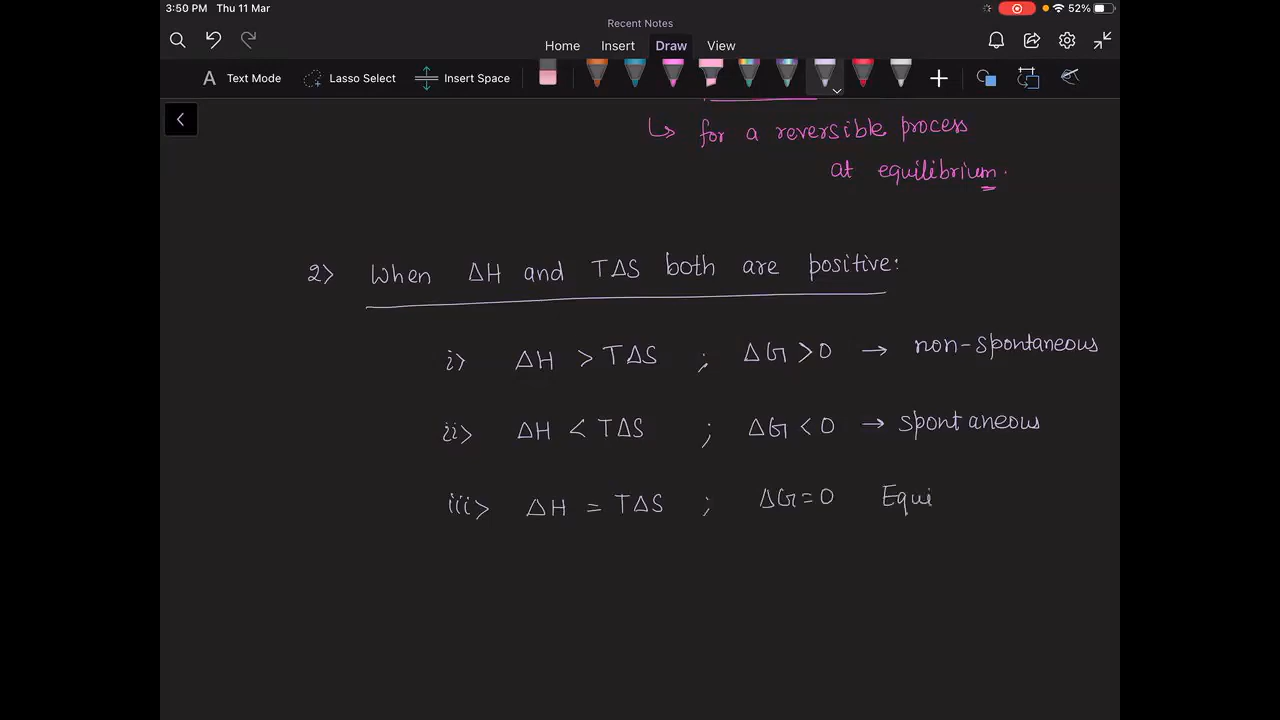 3:50 PM Thu 11 Mar
52%
Recent Notes
Home Insert Draw View
Text Mode Lasso Select Insert Space
↳ for a reversible process
at equilibrium.
2> When ΔH and TΔS both are positive:
i> ΔH > TΔS ; ΔG > 0 → non-spontaneous
ii> ΔH < TΔS ; ΔG < 0 → spontaneous
iii> ΔH = TΔS ; ΔG = 0 Equi